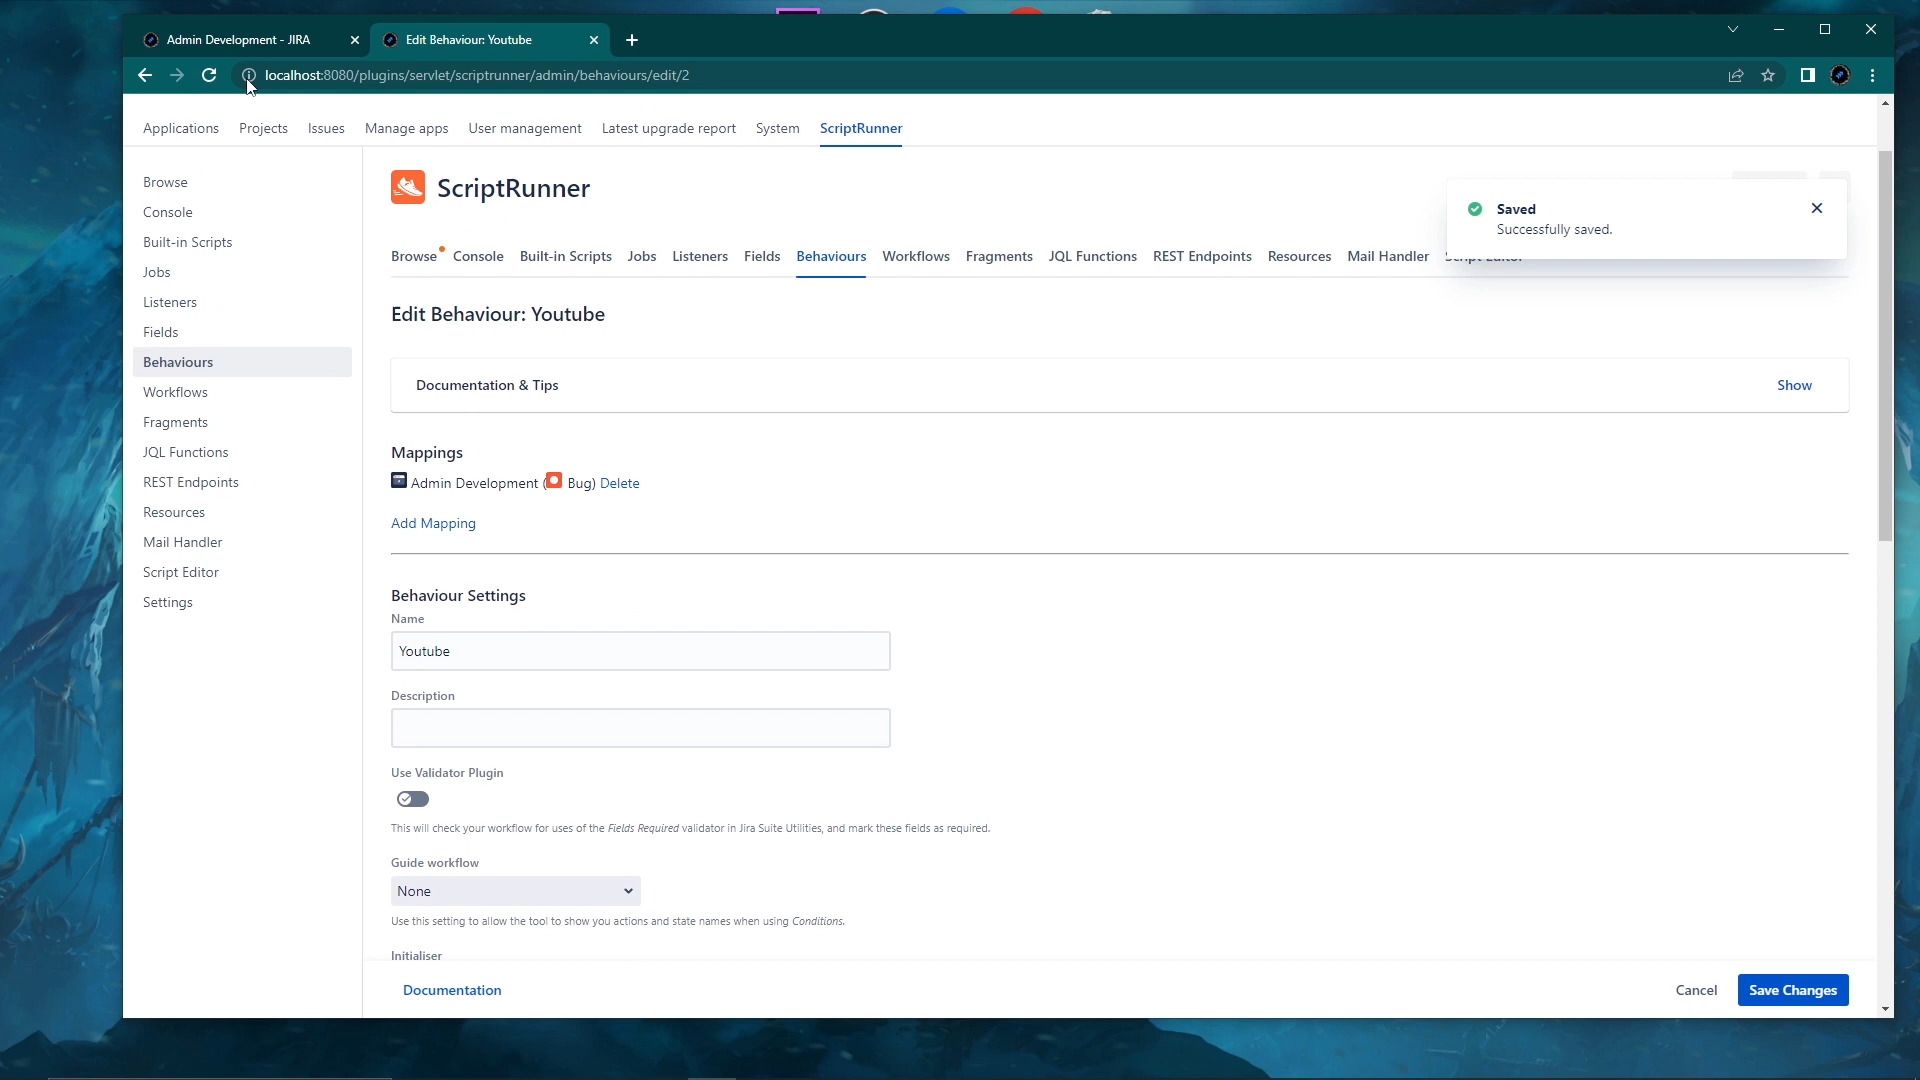 Admin Development - JIRA
Edit Behaviour: Youtube
localhost:8080/plugins/servlet/scriptrunner/admin/behaviours/edit/2
Applications Projects Issues Manage apps User management Latest upgrade report System ScriptRunner
Browse
Console
Built-in Scripts
Jobs
Listeners
Fields
Behaviours
Workflows
Fragments
JQL Functions
REST Endpoints
Resources
Mail Handler
Script Editor
Settings
ScriptRunner
Saved
Successfully saved.
Browse Console Built-in Scripts Jobs Listeners Fields Behaviours Workflows Fragments JQL Functions REST Endpoints Resources Mail Handler Script Editor
Edit Behaviour: Youtube
Documentation & Tips Show
Mappings
Admin Development ( Bug) Delete
Add Mapping
Behaviour Settings
Name
Youtube
Description
Use Validator Plugin
This will check your workflow for uses of the Fields Required validator in Jira Suite Utilities, and mark these fields as required.
Guide workflow
None
Use this setting to allow the tool to show you actions and state names when using Conditions.
Initialiser
Documentation Cancel Save Changes